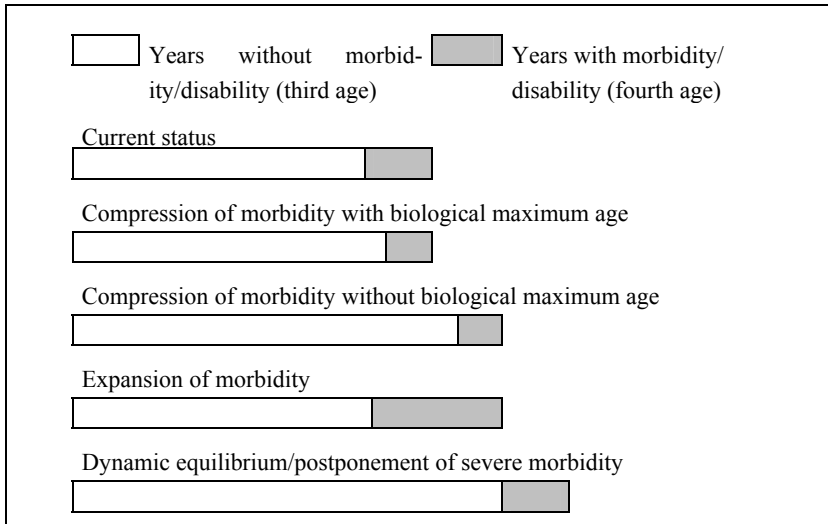 Years without morbid-
ity/disability (third age)
Years with morbidity/
disability (fourth age)
Current status
Compression of morbidity with biological maximum age
Compression of morbidity without biological maximum age
Expansion of morbidity
Dynamic equilibrium/postponement of severe morbidity